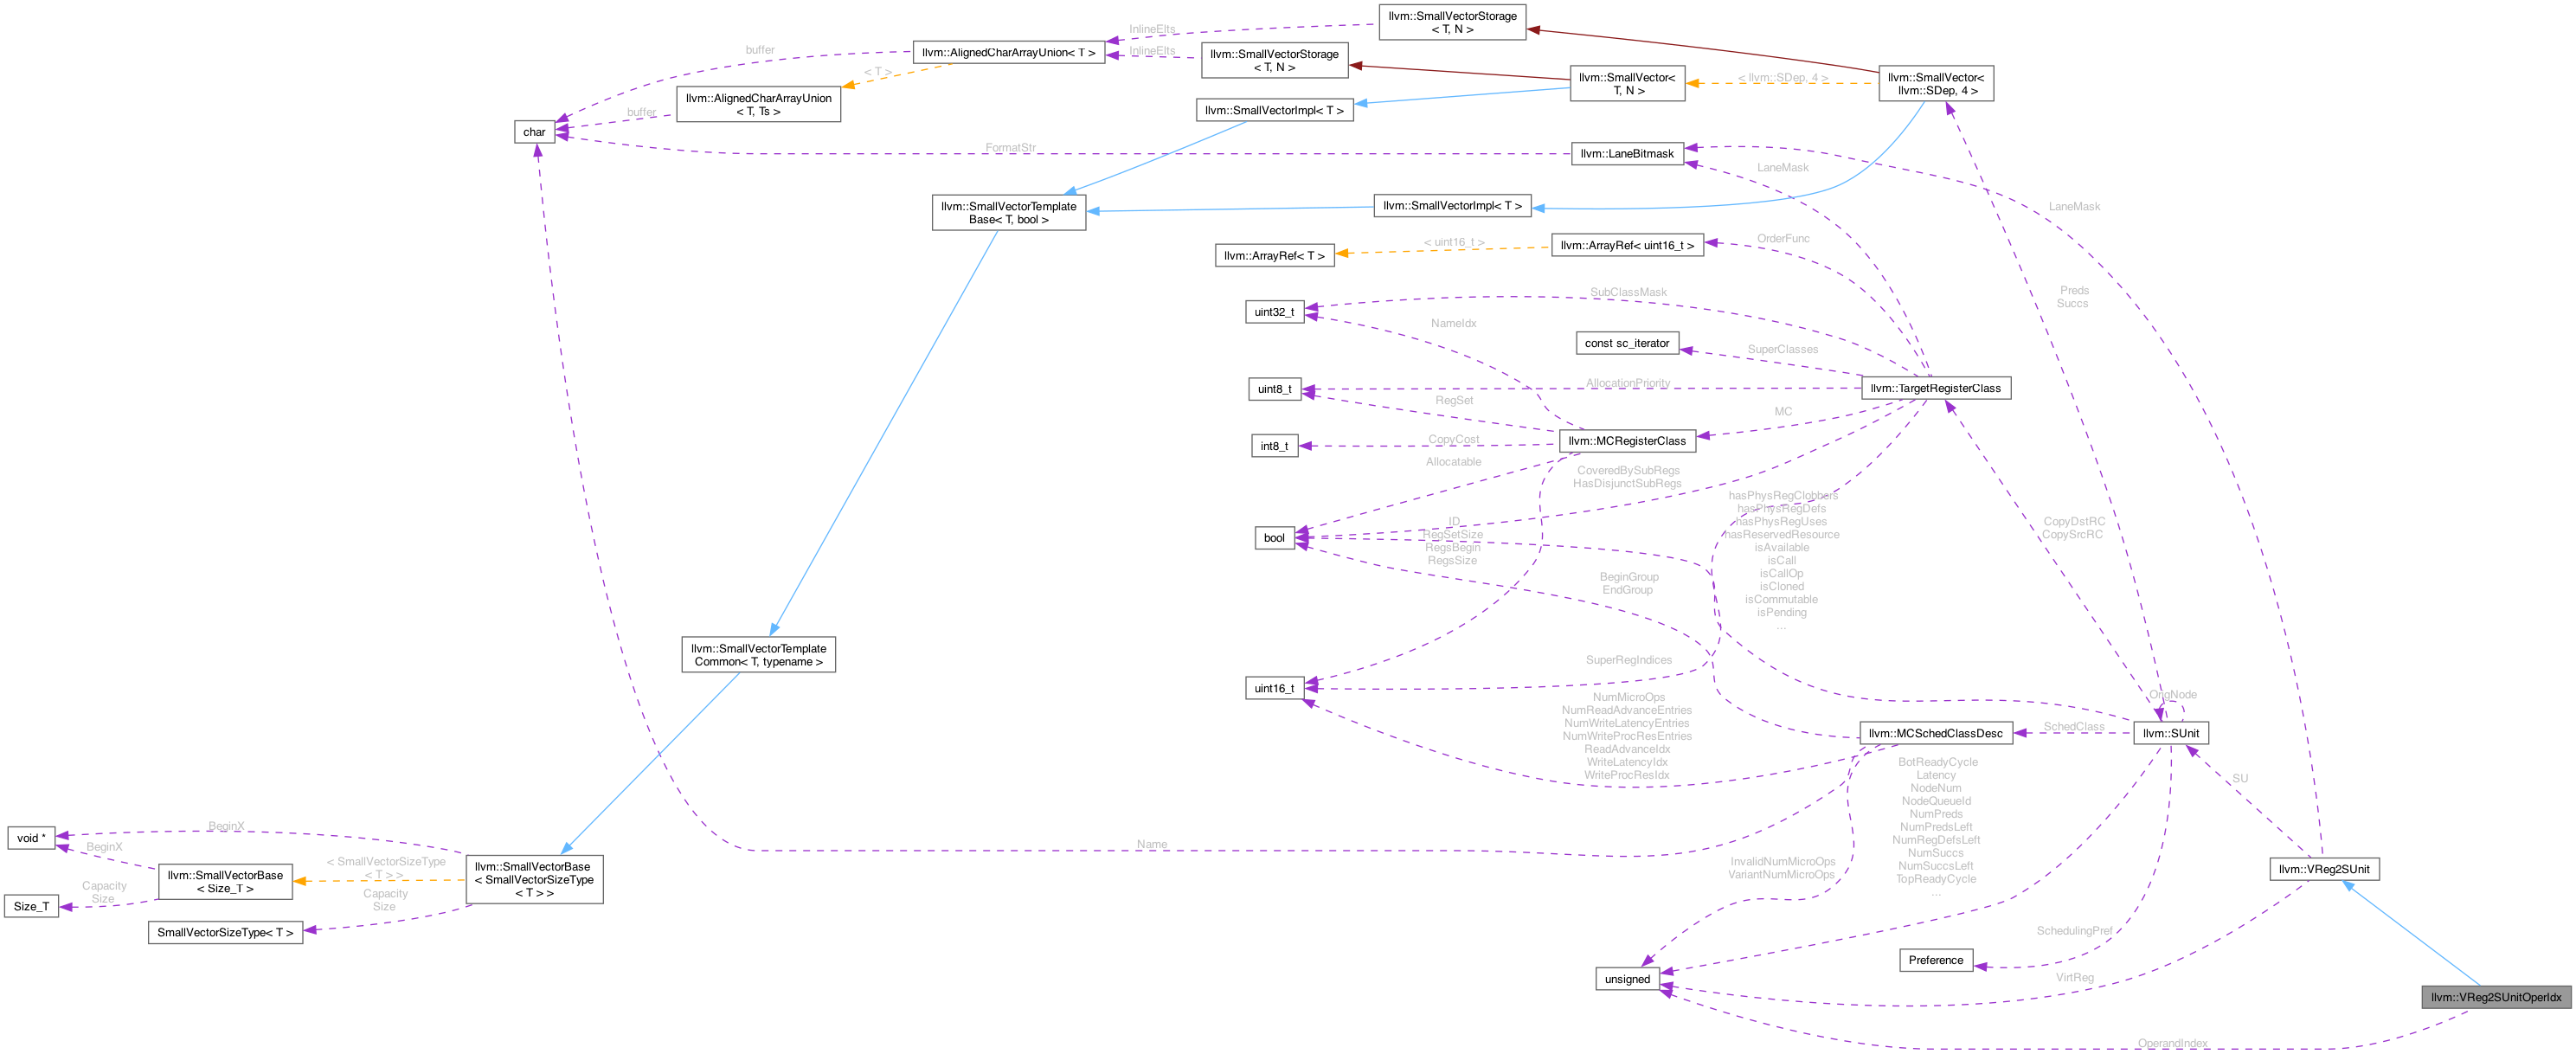 llvm::SmallVectorStorage
< T, N >
InlineElts
buffer
llvm::AlignedCharArrayUnion< T >
InlineElts
llvm::SmallVectorStorage
< T, N >
< T >
llvm::SmallVector<
T, N >
< llvm::SDep, 4 >
llvm::SmallVector<
llvm::SDep, 4 >
llvm::AlignedCharArrayUnion
< T, Ts >
buffer
llvm::SmallVectorImpl< T >
char
FormatStr
llvm::LaneBitmask
LaneMask
llvm::SmallVectorTemplate
Base< T, bool >
llvm::SmallVectorImpl< T >
LaneMask
OrderFunc
llvm::ArrayRef< T >
< uint16_t >
llvm::ArrayRef< uint16_t >
Preds
Succs
SubClassMask
uint32_t
NameIdx
const sc_iterator
SuperClasses
uint8_t
AllocationPriority
llvm::TargetRegisterClass
RegSet
MC
int8_t
CopyCost
llvm::MCRegisterClass
Allocatable
CoveredBySubRegs
HasDisjunctSubRegs
hasPhysRegClobbers
hasPhysRegDefs
hasPhysRegUses
hasReservedResource
isAvailable
isCall
isCallOp
isCloned
isCommutable
isPending
...
bool
ID
RegSetSize
RegsBegin
RegsSize
CopyDstRC
CopySrcRC
BeginGroup
EndGroup
llvm::SmallVectorTemplate
Common< T, typename >
SuperRegIndices
uint16_t
OrigNode
NumMicroOps
NumReadAdvanceEntries
NumWriteLatencyEntries
NumWriteProcResEntries
ReadAdvanceIdx
WriteLatencyIdx
WriteProcResIdx
llvm::MCSchedClassDesc
SchedClass
llvm::SUnit
BotReadyCycle
Latency
NodeNum
NodeQueueId
NumPreds
NumPredsLeft
NumRegDefsLeft
NumSuccs
NumSuccsLeft
TopReadyCycle
...
SU
void *
BeginX
BeginX
Name
llvm::SmallVectorBase
< Size_T >
< SmallVectorSizeType
< T > >
llvm::SmallVectorBase
< SmallVectorSizeType
< T > >
InvalidNumMicroOps
VariantNumMicroOps
llvm::VReg2SUnit
Size_T
Capacity
Size
Capacity
Size
SmallVectorSizeType< T >
SchedulingPref
Preference
unsigned
VirtReg
llvm::VReg2SUnitOperIdx
OperandIndex